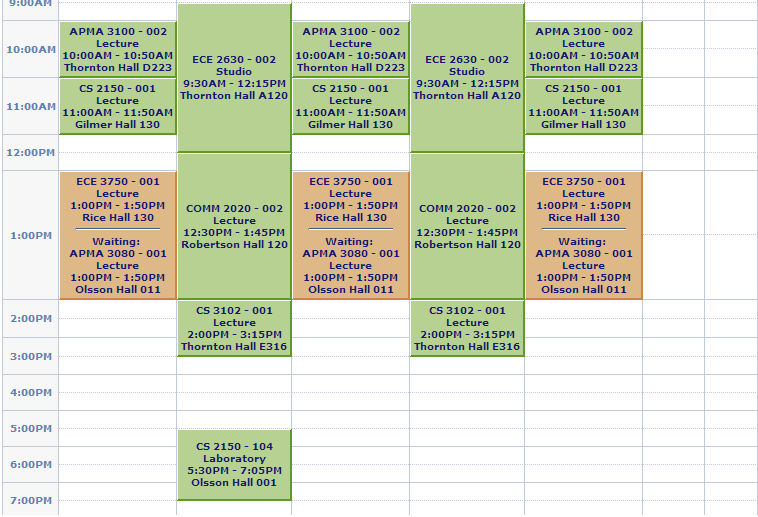 9:00AM
10:00AM
11:00AM
12:00PM
1:00PM
2:00PM
3:00PM
4:00PM
5:00PM
6:00PM
7:00PM
APMA 3100 - 002
Lecture
10:00AM - 10:50AM
Thornton Hall D223
CS 2150 - 001
Lecture
11:00AM - 11:50AM
Gilmer Hall 130
ECE 3750 - 001
Lecture
1:00PM - 1:50PM
Rice Hall 130
Waiting:
APMA 3080 - 001
Lecture
1:00PM - 1:50PM
Olsson Hall 011
ECE 2630 - 002
Studio
9:30AM - 12:15PM
Thornton Hall A120
COMM 2020 - 002
Lecture
12:30PM - 1:45PM
Robertson Hall 120
CS 3102 - 001
Lecture
2:00PM - 3:15PM
Thornton Hall E316
CS 2150 - 104
Laboratory
5:30PM - 7:05PM
Olsson Hall 001
APMA 3100 - 002
Lecture
10:00AM - 10:50AM
Thornton Hall D223
CS 2150 - 001
Lecture
11:00AM - 11:50AM
Gilmer Hall 130
ECE 3750 - 001
Lecture
1:00PM - 1:50PM
Rice Hall 130
Waiting:
APMA 3080 - 001
Lecture
1:00PM - 1:50PM
Olsson Hall 011
ECE 2630 - 002
Studio
9:30AM - 12:15PM
Thornton Hall A120
COMM 2020 - 002
Lecture
12:30PM - 1:45PM
Robertson Hall 120
CS 3102 - 001
Lecture
2:00PM - 3:15PM
Thornton Hall E316
APMA 3100 - 002
Lecture
10:00AM - 10:50AM
Thornton Hall D223
CS 2150 - 001
Lecture
11:00AM - 11:50AM
Gilmer Hall 130
ECE 3750 - 001
Lecture
1:00PM - 1:50PM
Rice Hall 130
Waiting:
APMA 3080 - 001
Lecture
1:00PM - 1:50PM
Olsson Hall 011